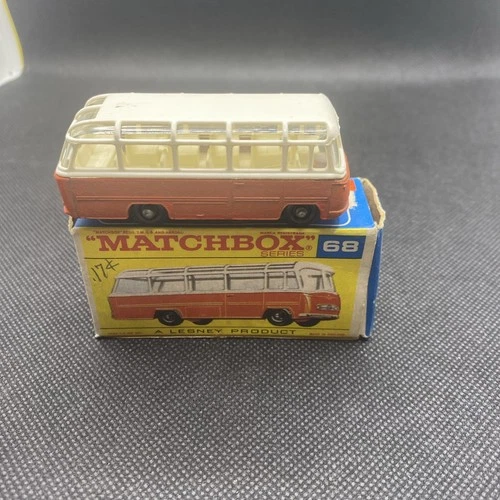 "MATCHBOX"® 68
SERIES
.17¢
A LESNEY PRODUCT